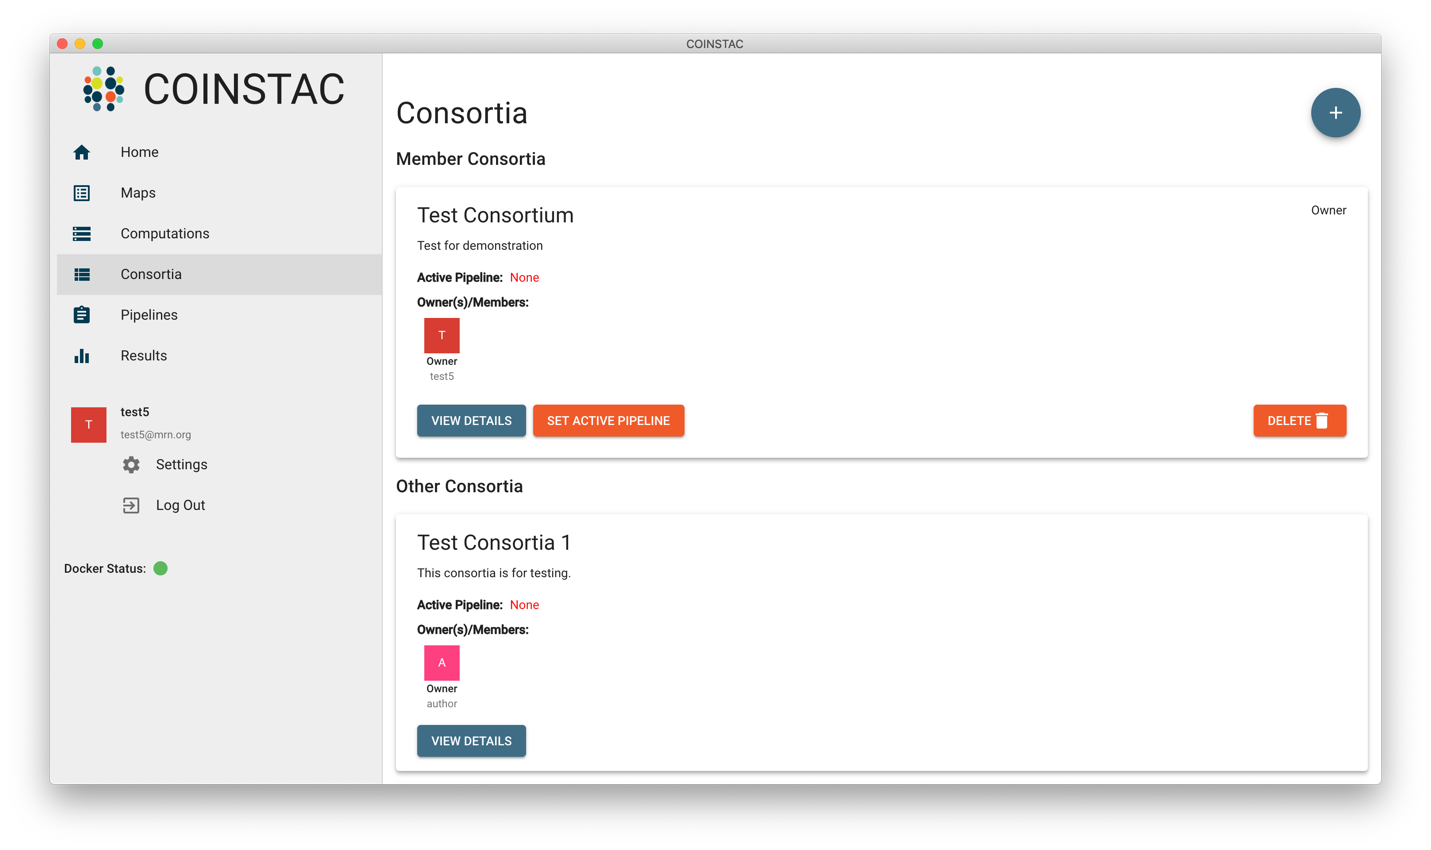 COINSTAC
COINSTAC
Home
Maps
Computations
Consortia
Pipelines
Results
T
test5
test5@mrn.org
Settings
Log Out
Docker Status:
Consortia
+
Member Consortia
Test Consortium
Owner
Test for demonstration
Active Pipeline: None
Owner(s)/Members:
T
Owner
test5
VIEW DETAILS
SET ACTIVE PIPELINE
DELETE
Other Consortia
Test Consortia 1
This consortia is for testing.
Active Pipeline: None
Owner(s)/Members:
A
Owner
author
VIEW DETAILS